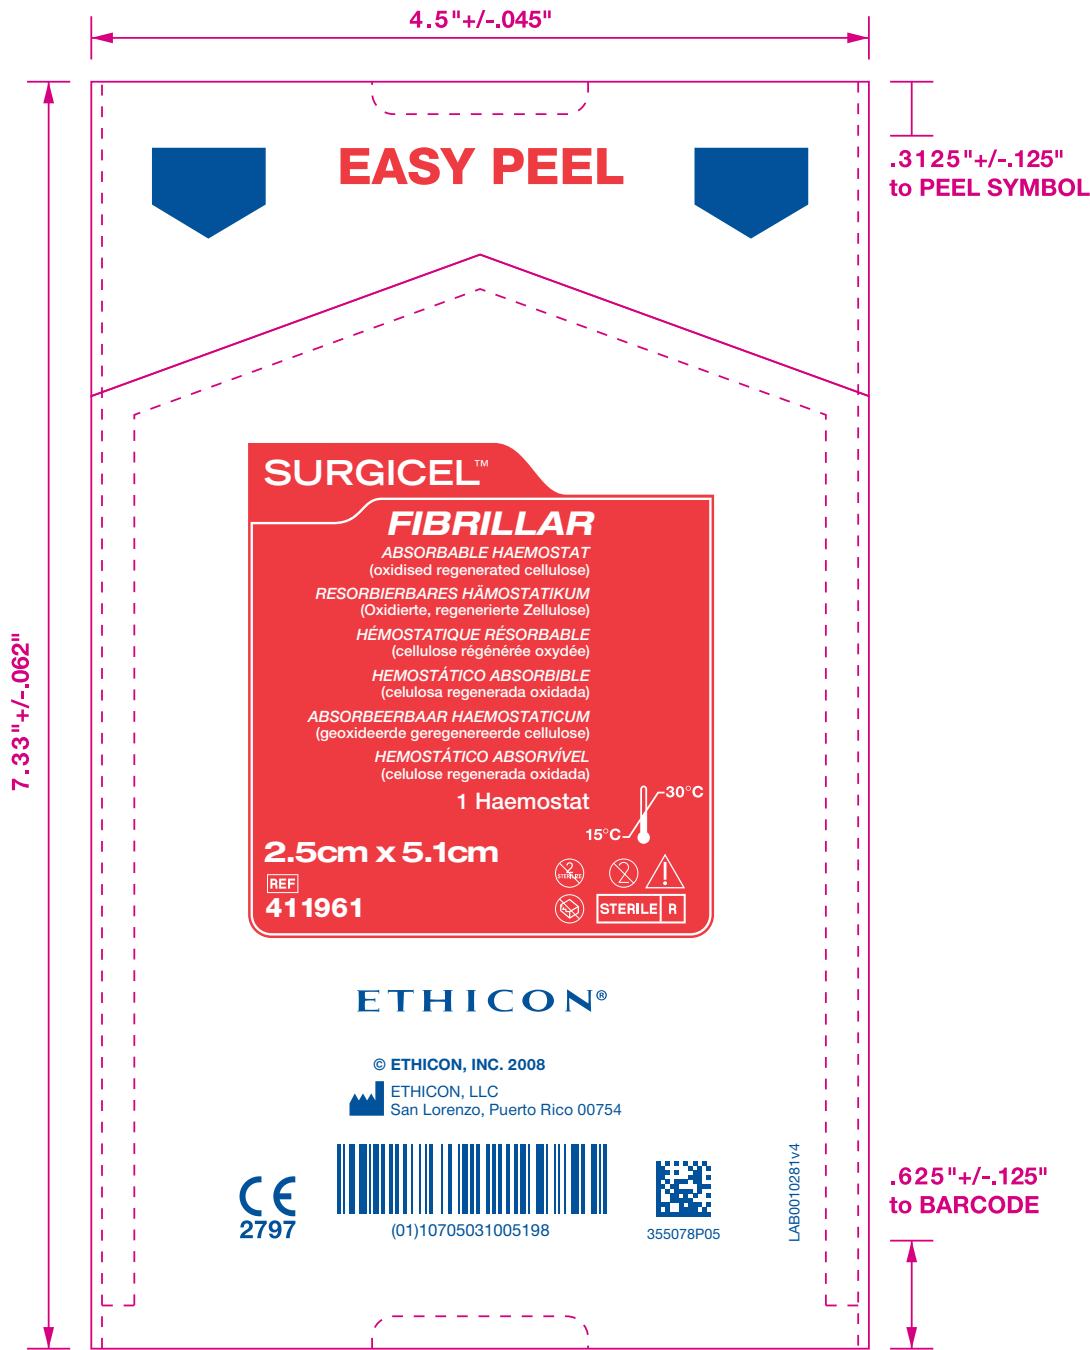 4.5"+/-.045"
EASY PEEL
.3125"+/-.125"
to PEEL SYMBOL
7.33"+/-.062"
SURGICEL™
FIBRILLAR
ABSORBABLE HAEMOSTAT
(oxidised regenerated cellulose)
RESORBIERBARES HÄMOSTATIKUM
(Oxidierte, regenerierte Zellulose)
HÉMOSTATIQUE RÉSORBABLE
(cellulose régénérée oxydée)
HEMOSTÁTICO ABSORBIBLE
(celulosa regenerada oxidada)
ABSORBEERBAAR HAEMOSTATICUM
(geoxideerde geregenereerde cellulose)
HEMOSTÁTICO ABSORVÍVEL
(celulose regenerada oxidada)
1 Haemostat
30°C
15°C
2.5cm x 5.1cm
2
STERILIZE
2
REF
411961
STERILE R
ETHICON®
© ETHICON, INC. 2008
ETHICON, LLC
San Lorenzo, Puerto Rico 00754
CE
2797
(01)10705031005198
355078P05
LAB0010281v4
.625"+/-.125"
to BARCODE